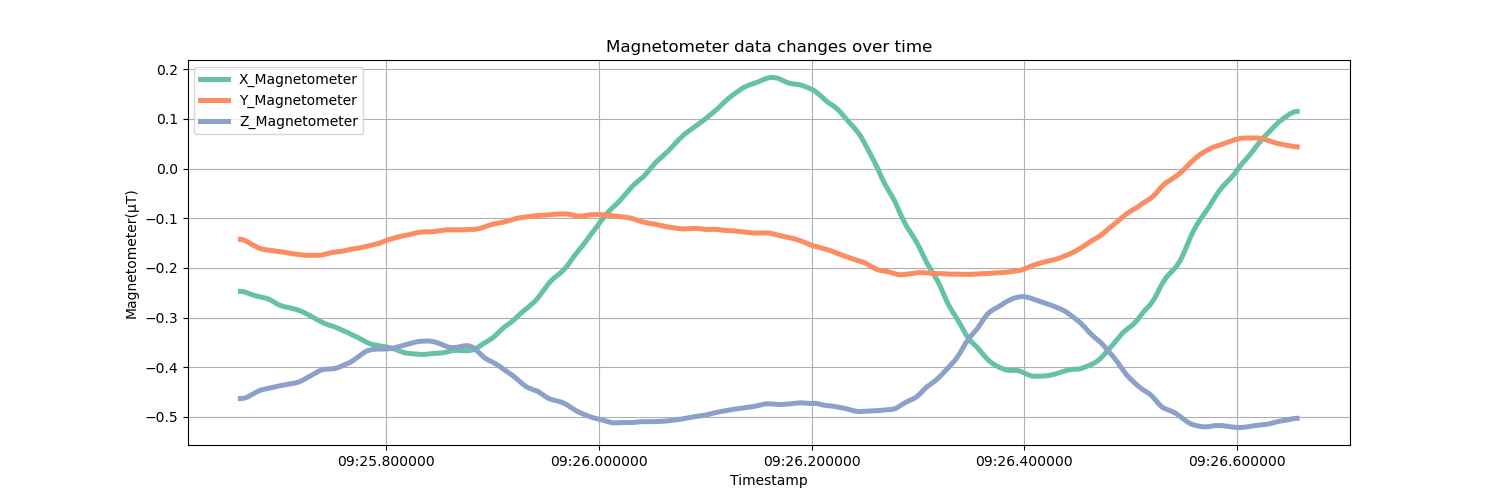 Magnetometer data changes over time
X_Magnetometer
Y_Magnetometer
Z_Magnetometer
Magnetometer(μT)
0.2
0.1
0.0
−0.1
−0.2
−0.3
−0.4
−0.5
09:25.800000 09:26.000000 09:26.200000 09:26.400000 09:26.600000
Timestamp